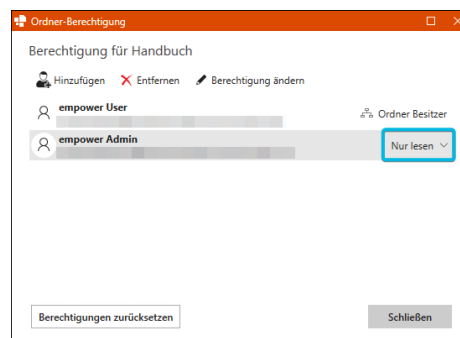 Ordner-Berechtigung
Berechtigung für Handbuch
Hinzufügen Entfernen Berechtigung ändern
empower User
Ordner Besitzer
empower Admin
Nur lesen
Berechtigungen zurücksetzen Schließen